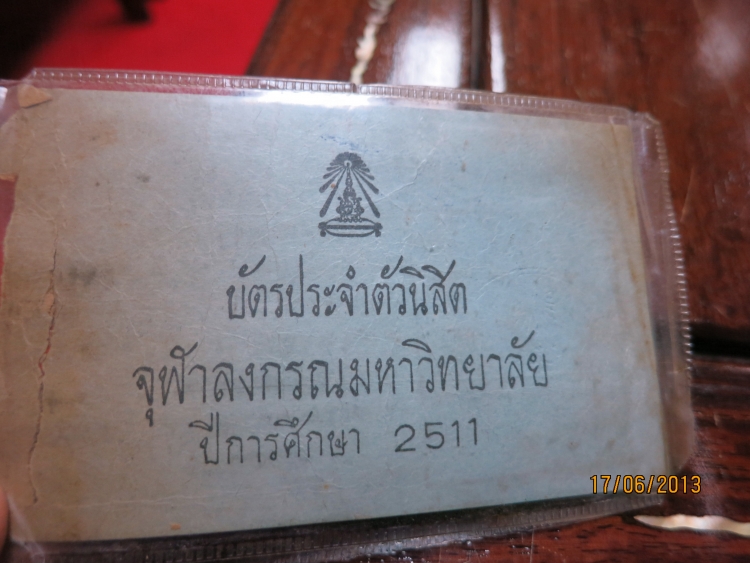 บัตรประจำตัวนิสิต
จุฬาลงกรณมหาวิทยาลัย
ปีการศึกษา 2511
17/06/2013